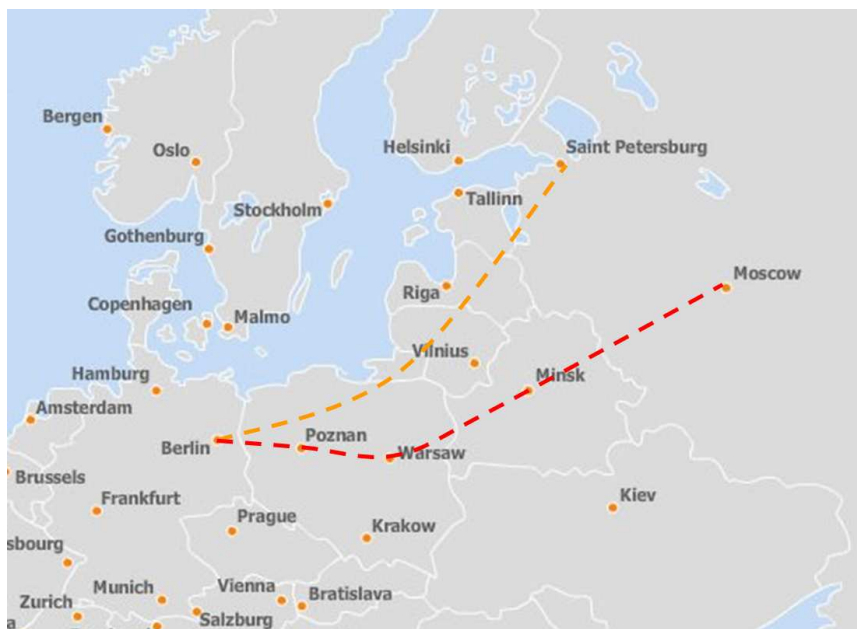 Bergen
Oslo
Helsinki
Saint Petersburg
Stockholm
Tallinn
Gothenburg
Moscow
Riga
Copenhagen
Malmo
Vilnius
Hamburg
Minsk
Amsterdam
Berlin
Poznan
Warsaw
Brussels
Frankfurt
Kiev
Prague
Krakow
sbourg
Munich
Vienna
Bratislava
Zurich
Salzburg
a